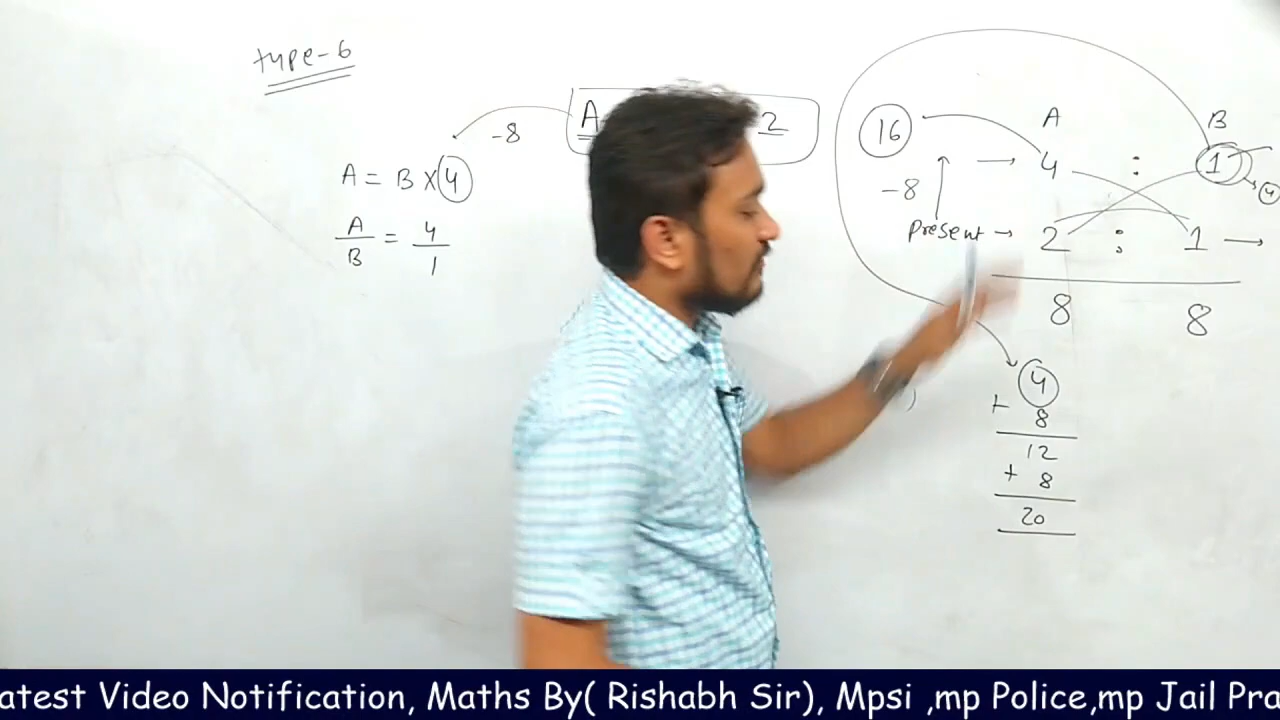 type-6
A 2
-8
A = B × 4
A/B = 4/1
A B
16 → 4 : 1 4
-8
Present → 2 : 1 →
8 8
4
+ 8
12
+ 8
20
atest Video Notification, Maths By( Rishabh Sir), Mpsi ,mp Police,mp Jail Pra